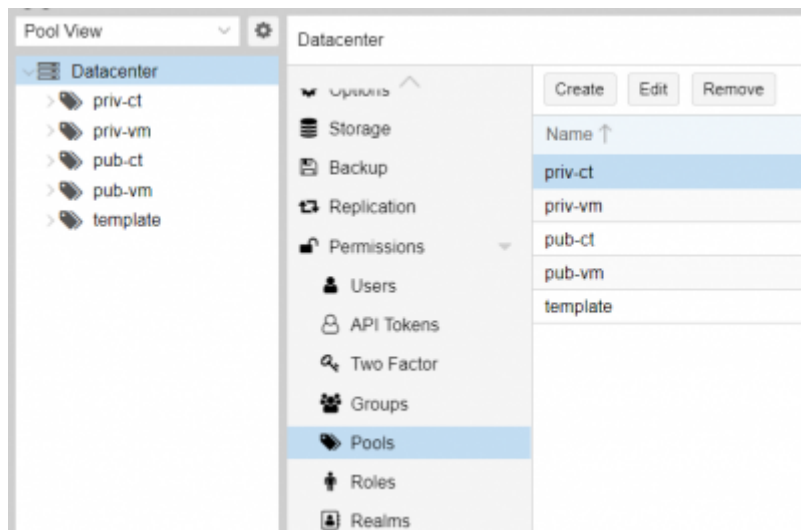 Pool View
Datacenter
priv-ct
priv-vm
pub-ct
pub-vm
template
Datacenter
Options
Storage
Backup
Replication
Permissions
Users
API Tokens
Two Factor
Groups
Pools
Roles
Realms
Create Edit Remove
Name
priv-ct
priv-vm
pub-ct
pub-vm
template